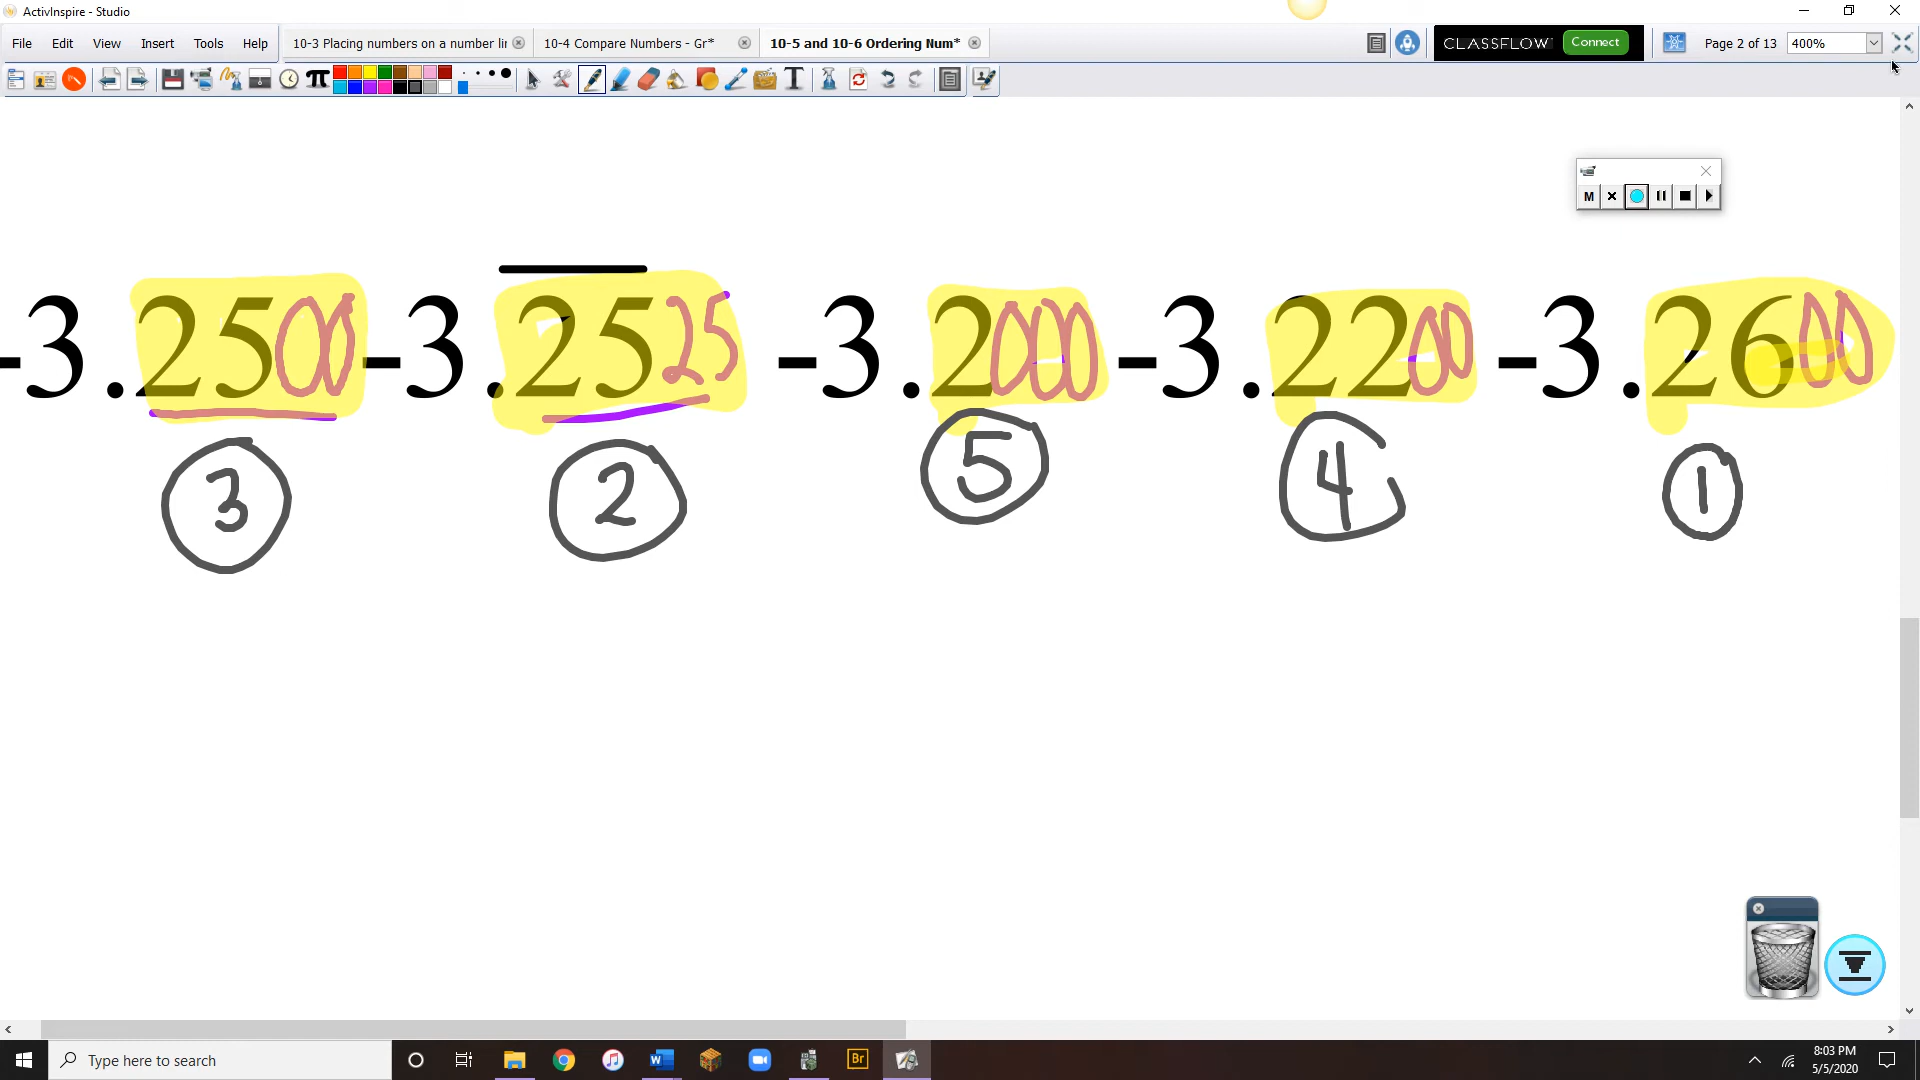 ActivInspire - Studio
File Edit View Insert Tools Help
10-3 Placing numbers on a number lin
10-4 Compare Numbers - Gr*
10-5 and 10-6 Ordering Num*
CLASSFLOW Connect
Page 2 of 13 400%
M
-3.2500 -3.2525 -3.2000 -3.2200 -3.2600
3 2 5 4 1
Type here to search
Br
8:03 PM
5/5/2020